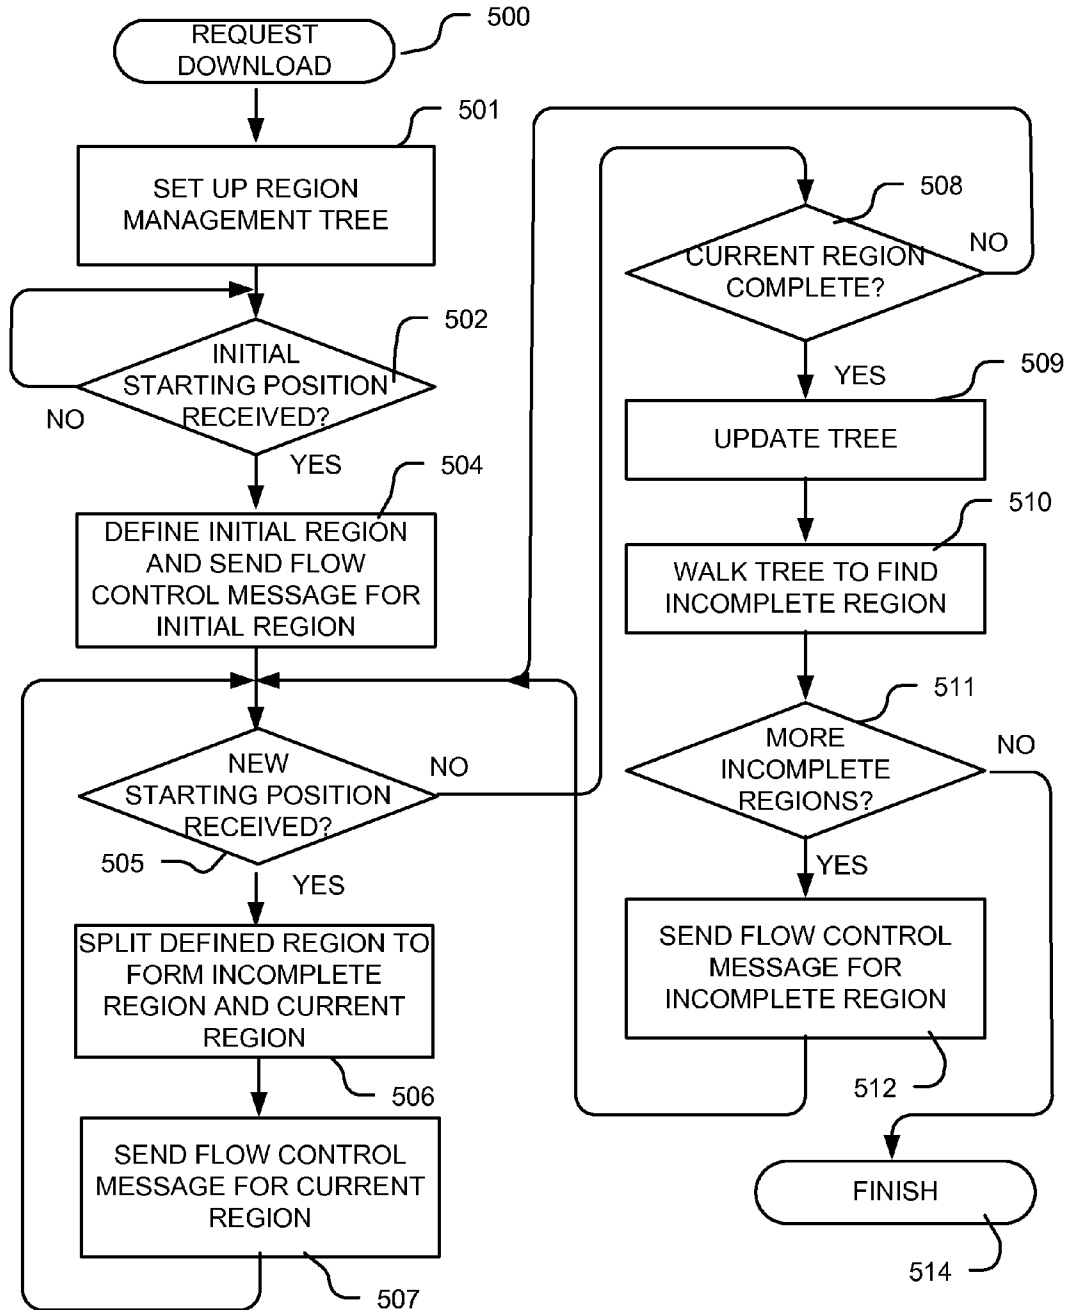 REQUEST
DOWNLOAD
500
501
SET UP REGION
MANAGEMENT TREE
502
INITIAL
STARTING POSITION
RECEIVED?
NO
YES
504
DEFINE INITIAL REGION
AND SEND FLOW
CONTROL MESSAGE FOR
INITIAL REGION
NEW
STARTING POSITION
RECEIVED?
NO
505
YES
SPLIT DEFINED REGION TO
FORM INCOMPLETE
REGION AND CURRENT
REGION
506
SEND FLOW CONTROL
MESSAGE FOR CURRENT
REGION
507
508
CURRENT REGION
COMPLETE?
NO
YES
509
UPDATE TREE
510
WALK TREE TO FIND
INCOMPLETE REGION
511
MORE
INCOMPLETE
REGIONS?
NO
YES
SEND FLOW CONTROL
MESSAGE FOR
INCOMPLETE REGION
512
FINISH
514